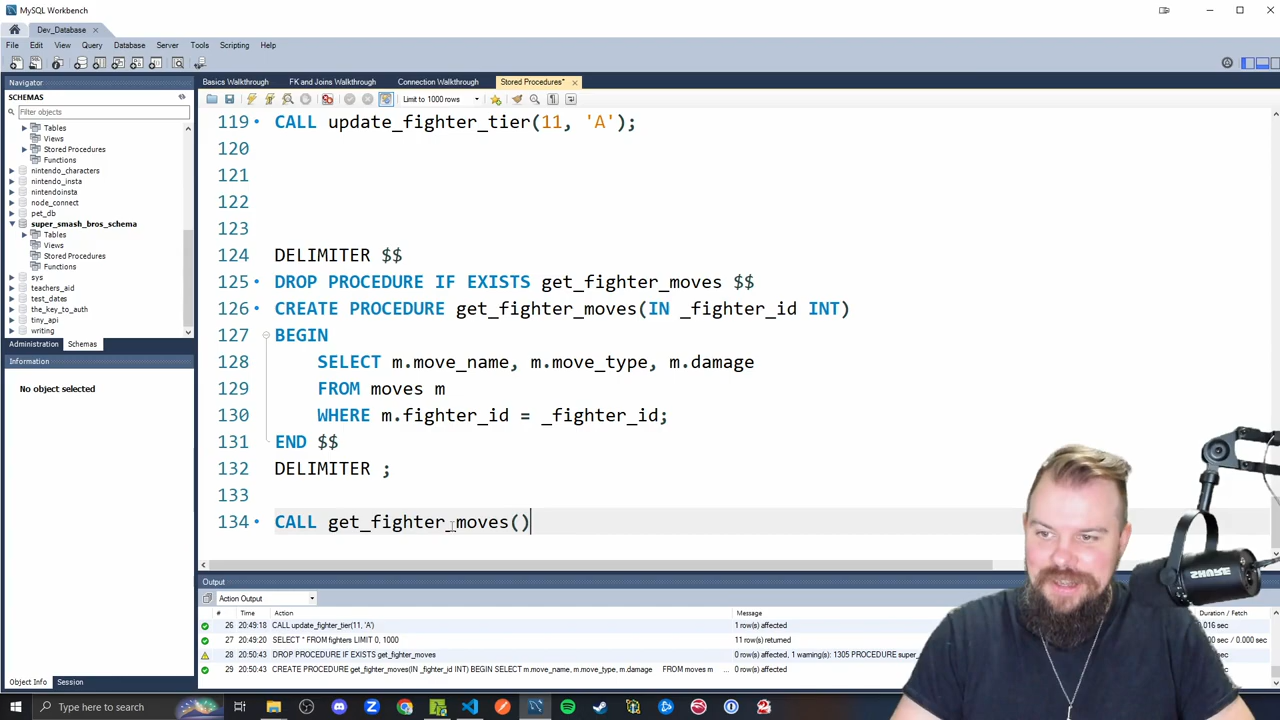 MySQL Workbench
Dev_Database
File Edit View Query Database Server Tools Scripting Help
Navigator
SCHEMAS
Filter objects
Tables
Views
Stored Procedures
Functions
nintendo_characters
nintendo_insta
nintendoinsta
node_connect
pet_db
super_smash_bros_schema
Tables
Views
Stored Procedures
Functions
sys
teachers_aid
test_dates
the_key_to_auth
tiny_api
writing
Administration Schemas
Information
No object selected
Object Info Session
Basics Walkthrough FK and Joins Walkthrough Connection Walkthrough Stored Procedures*
Limit to 1000 rows
119 CALL update_fighter_tier(11, 'A');
120
121
122
123
124 DELIMITER $$
125 DROP PROCEDURE IF EXISTS get_fighter_moves $$
126 CREATE PROCEDURE get_fighter_moves(IN _fighter_id INT)
127 BEGIN
128 SELECT m.move_name, m.move_type, m.damage
129 FROM moves m
130 WHERE m.fighter_id = _fighter_id;
131 END $$
132 DELIMITER ;
133
134 CALL get_fighter_moves()
Output
Action Output
# Time Action Message Duration / Fetch
26 20:49:18 CALL update_fighter_tier(11, 'A') 1 row(s) affected 0.016 sec
27 20:49:20 SELECT * FROM fighters LIMIT 0, 1000 11 row(s) returned sec / 0.000 sec
28 20:50:43 DROP PROCEDURE IF EXISTS get_fighter_moves 0 row(s) affected, 1 warning(s): 1305 PROCEDURE super_
29 20:50:43 CREATE PROCEDURE get_fighter_moves(IN _fighter_id INT) BEGIN SELECT m.move_name, m.move_type, m.damage FROM moves m ... 0 row(s) affected
Type here to search